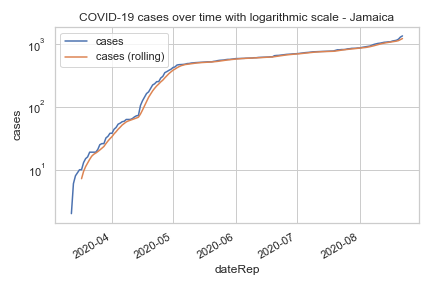 COVID-19 cases over time with logarithmic scale - Jamaica
cases
cases (rolling)
10³
10²
10¹
cases
2020-04
2020-05
2020-06
2020-07
2020-08
dateRep